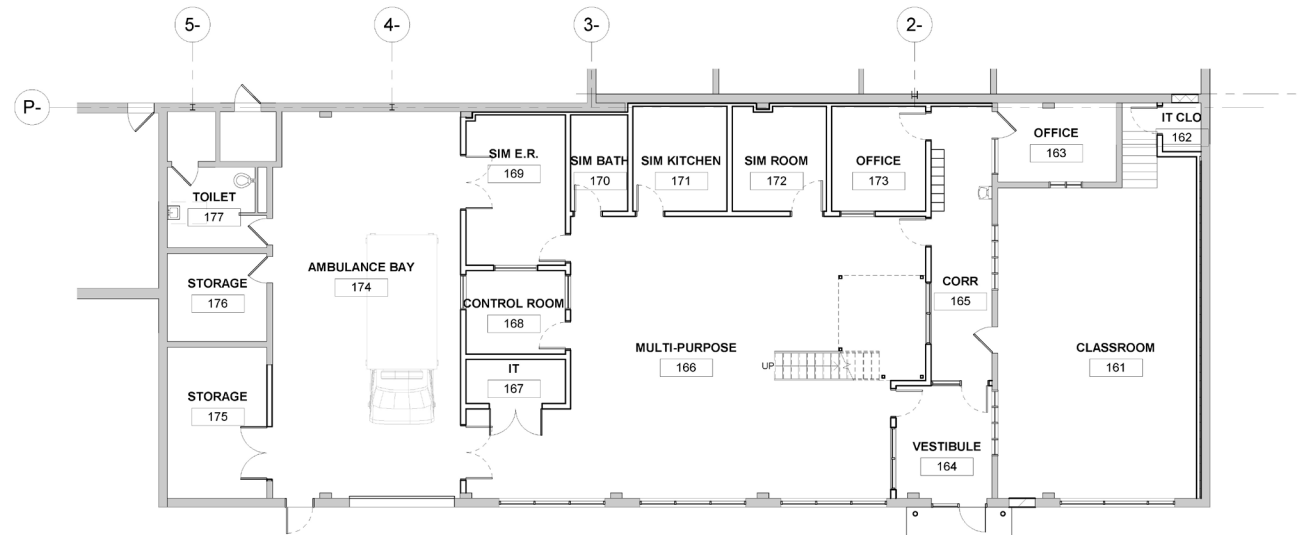 5-
4-
3-
2-
P-
IT CLO
162
OFFICE
163
SIM E.R.
169
SIM BATH
170
SIM KITCHEN
171
SIM ROOM
172
OFFICE
173
TOILET
177
AMBULANCE BAY
174
STORAGE
176
CONTROL ROOM
168
CORR
165
MULTI-PURPOSE
166
CLASSROOM
161
UP
IT
167
STORAGE
175
VESTIBULE
164